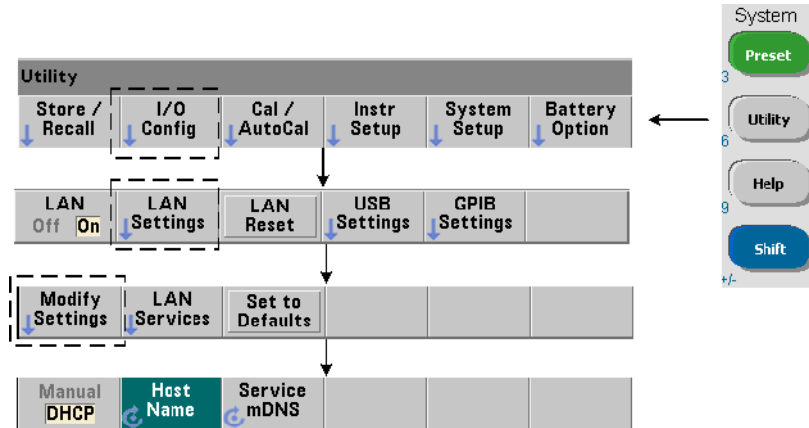 System
Preset
3
Utility
6
Help
9
Shift
+/-
Utility
Store / Recall
I/O Config
Cal / AutoCal
Instr Setup
System Setup
Battery Option
LAN Off On
LAN Settings
LAN Reset
USB Settings
GPIB Settings
Modify Settings
LAN Services
Set to Defaults
Manual DHCP
Host Name
Service mDNS